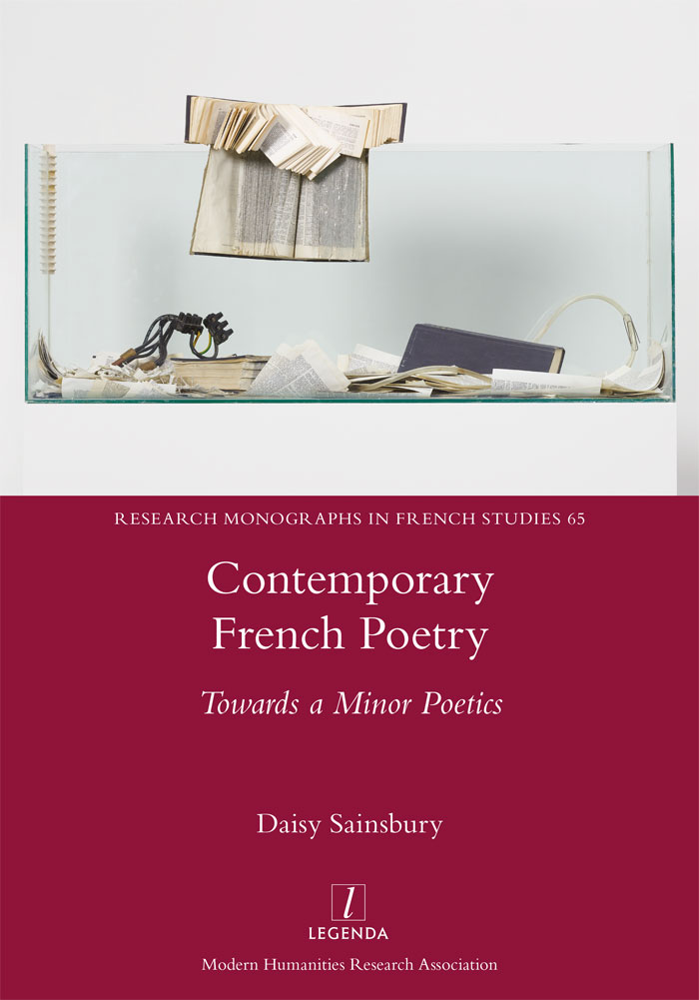 RESEARCH MONOGRAPHS IN FRENCH STUDIES 65
Contemporary
French Poetry
Towards a Minor Poetics
Daisy Sainsbury
l
LEGENDA
Modern Humanities Research Association